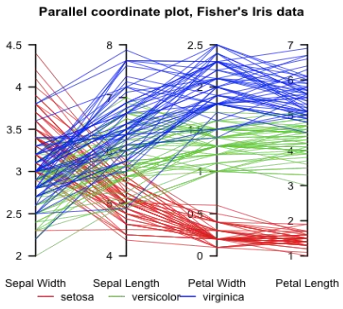 Parallel coordinate plot, Fisher's Iris data
4.5 8 2.5 7
4 7 2 6
3.5 1.5 5
3 1 4
2.5 0.5 3
2 4 0 2
1
Sepal Width Sepal Length Petal Width Petal Length
setosa versicolor virginica